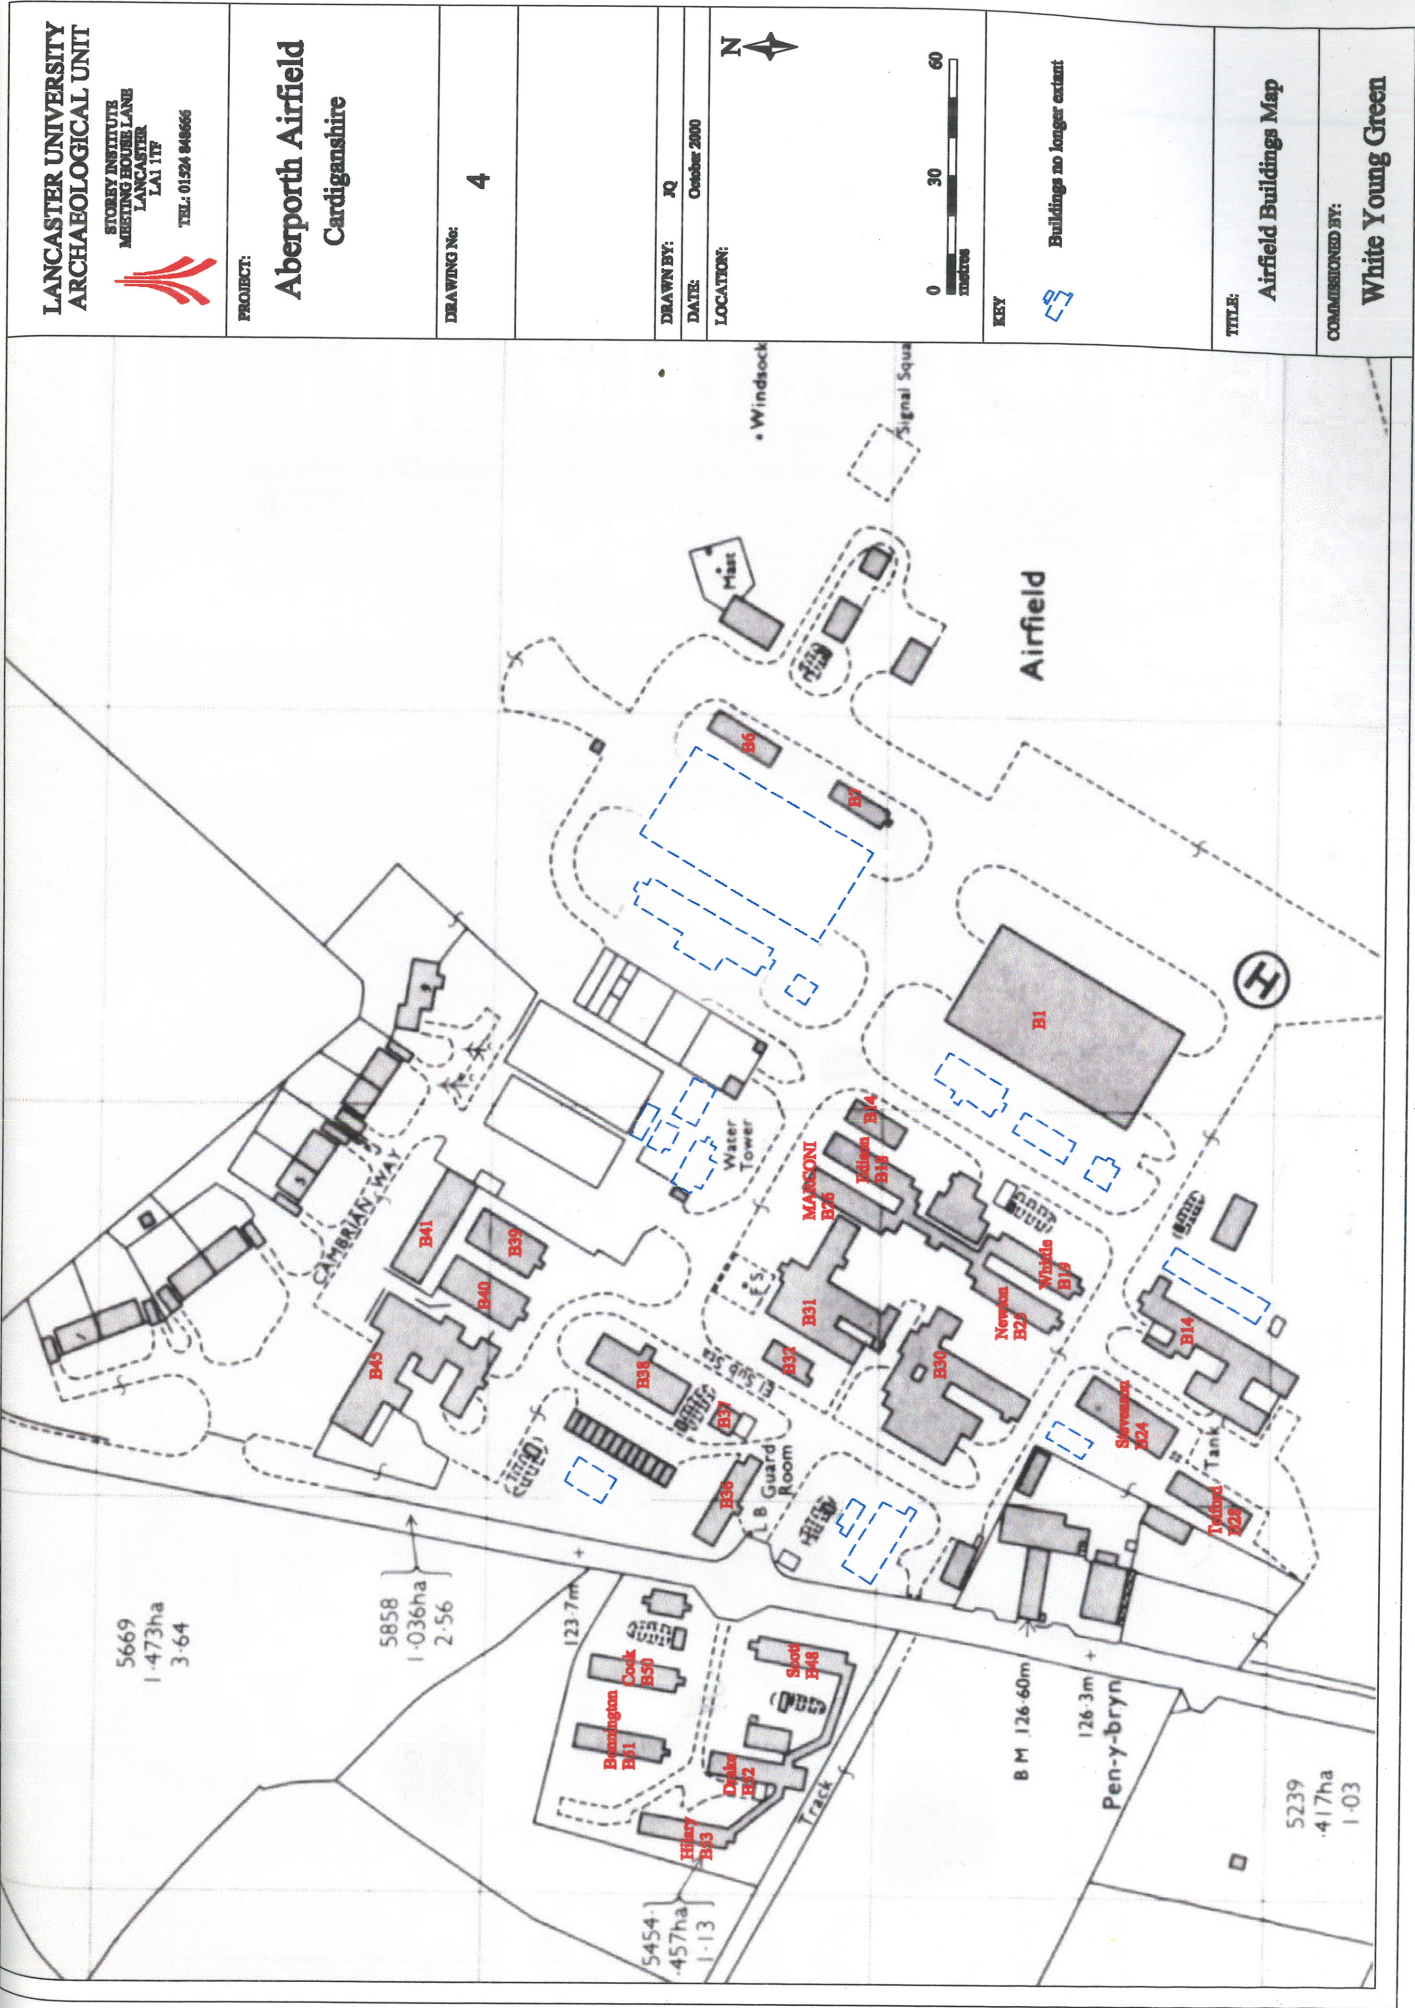 LANCASTER UNIVERSITY
ARCHAEOLOGICAL UNIT
STOREY INSTITUTE
MEETING HOUSE LANE
LANCASTER
LA1 1TF
TEL: 01524 848666
PROJECT:
Aberporth Airfield
Cardiganshire
DRAWING No:
4
DRAWN BY: JQ
DATE: October 2000
LOCATION:
N
0 30 60
metres
KEY
Buildings no longer extant
TITLE:
Airfield Buildings Map
COMMISSIONED BY:
White Young Green
5669
1·473ha
3·64
5858
1·036ha
2·56
CAMBRIAN WAY
B41
B39
B40
B45
123·7m
B38
El Sub Sta
B37
B36
L B
Guard
Room
B32
B31
F S
Water
Tower
MARCONI
B26
Edison
B15
B14
Whittle
B19
Newton
B23
B30
B1
H
B6
B7
Mast
Windsock
Signal Squa
Airfield
B14
Stevenson
B24
Tank
Telford
B28
Cook
B50
Bonnington
B51
Scott
B48
Drake
B52
Hilary
B53
Track
5454
·457ha
1·13
B M 126·60m
126·3m
Pen-y-bryn
5239
·417ha
1·03